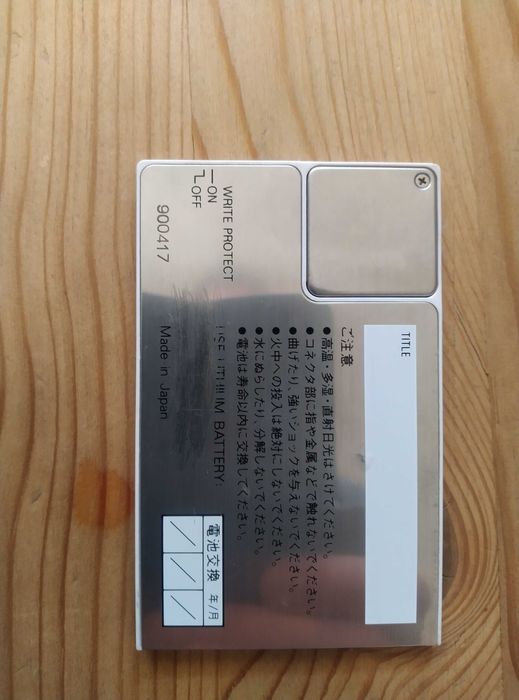 TITLE
ご注意
● 高温・多湿・直射日光はさけてください。
● コネクタ部に指や金属などで触れないでください。
● 曲げたり、強いショックを与えないでください。
● 火中への投入は絶対にしないでください。
● 水にぬらしたり、分解しないでください。
● 電池は寿命以内に交換してください。
USE LITHIUM BATTERY:
電池交換 年/月
/ / /
WRITE PROTECT
ON
OFF
900417
Made in Japan